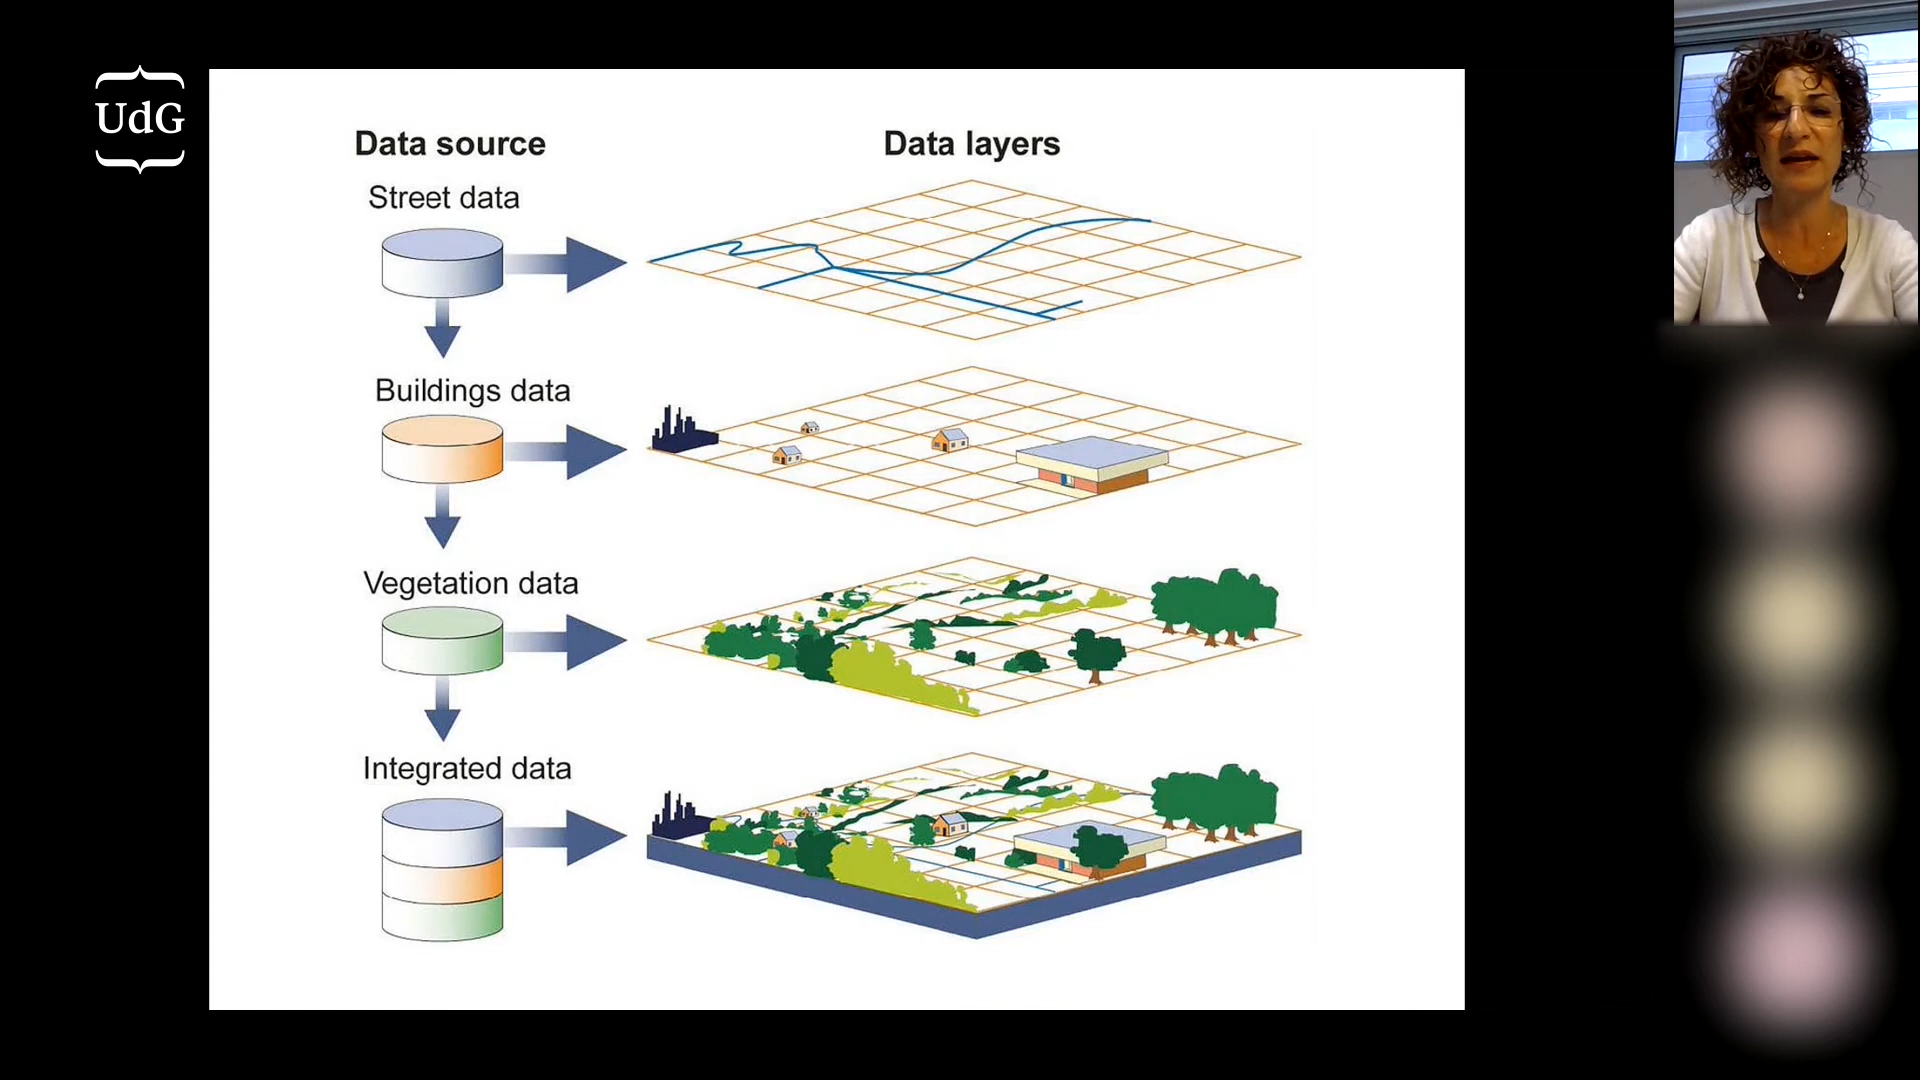 UdG
Data source
Data layers
Street data
Buildings data
Vegetation data
Integrated data